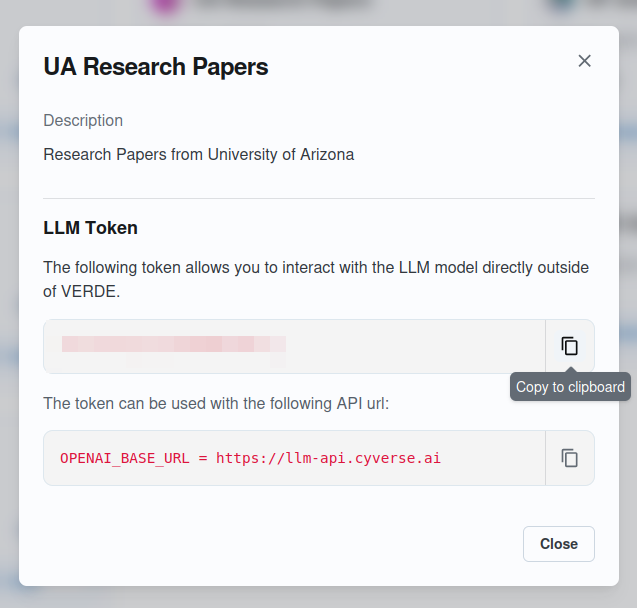 UA Research Papers
Description
Research Papers from University of Arizona
LLM Token
The following token allows you to interact with the LLM model directly outside
of VERDE.
Copy to clipboard
The token can be used with the following API url:
OPENAI_BASE_URL = https://llm-api.cyverse.ai
Close